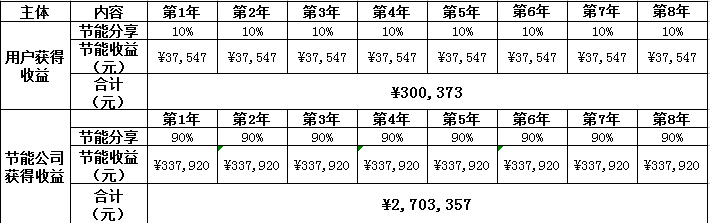 主体 内容 第1年 第2年 第3年 第4年 第5年 第6年 第7年 第8年
用户获得收益 节能分享 10% 10% 10% 10% 10% 10% 10% 10%
节能收益（元） ¥37,547 ¥37,547 ¥37,547 ¥37,547 ¥37,547 ¥37,547 ¥37,547 ¥37,547
合计（元） ¥300,373
节能公司获得收益 第1年 第2年 第3年 第4年 第5年 第6年 第7年 第8年
节能分享 90% 90% 90% 90% 90% 90% 90% 90%
节能收益（元） ¥337,920 ¥337,920 ¥337,920 ¥337,920 ¥337,920 ¥337,920 ¥337,920 ¥337,920
合计（元） ¥2,703,357